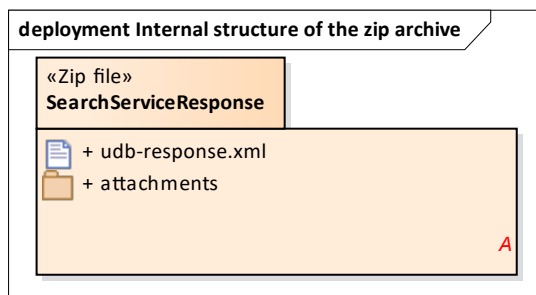 deployment Internal structure of the zip archive
«Zip file»
SearchServiceResponse
+ udb-response.xml
+ attachments
A